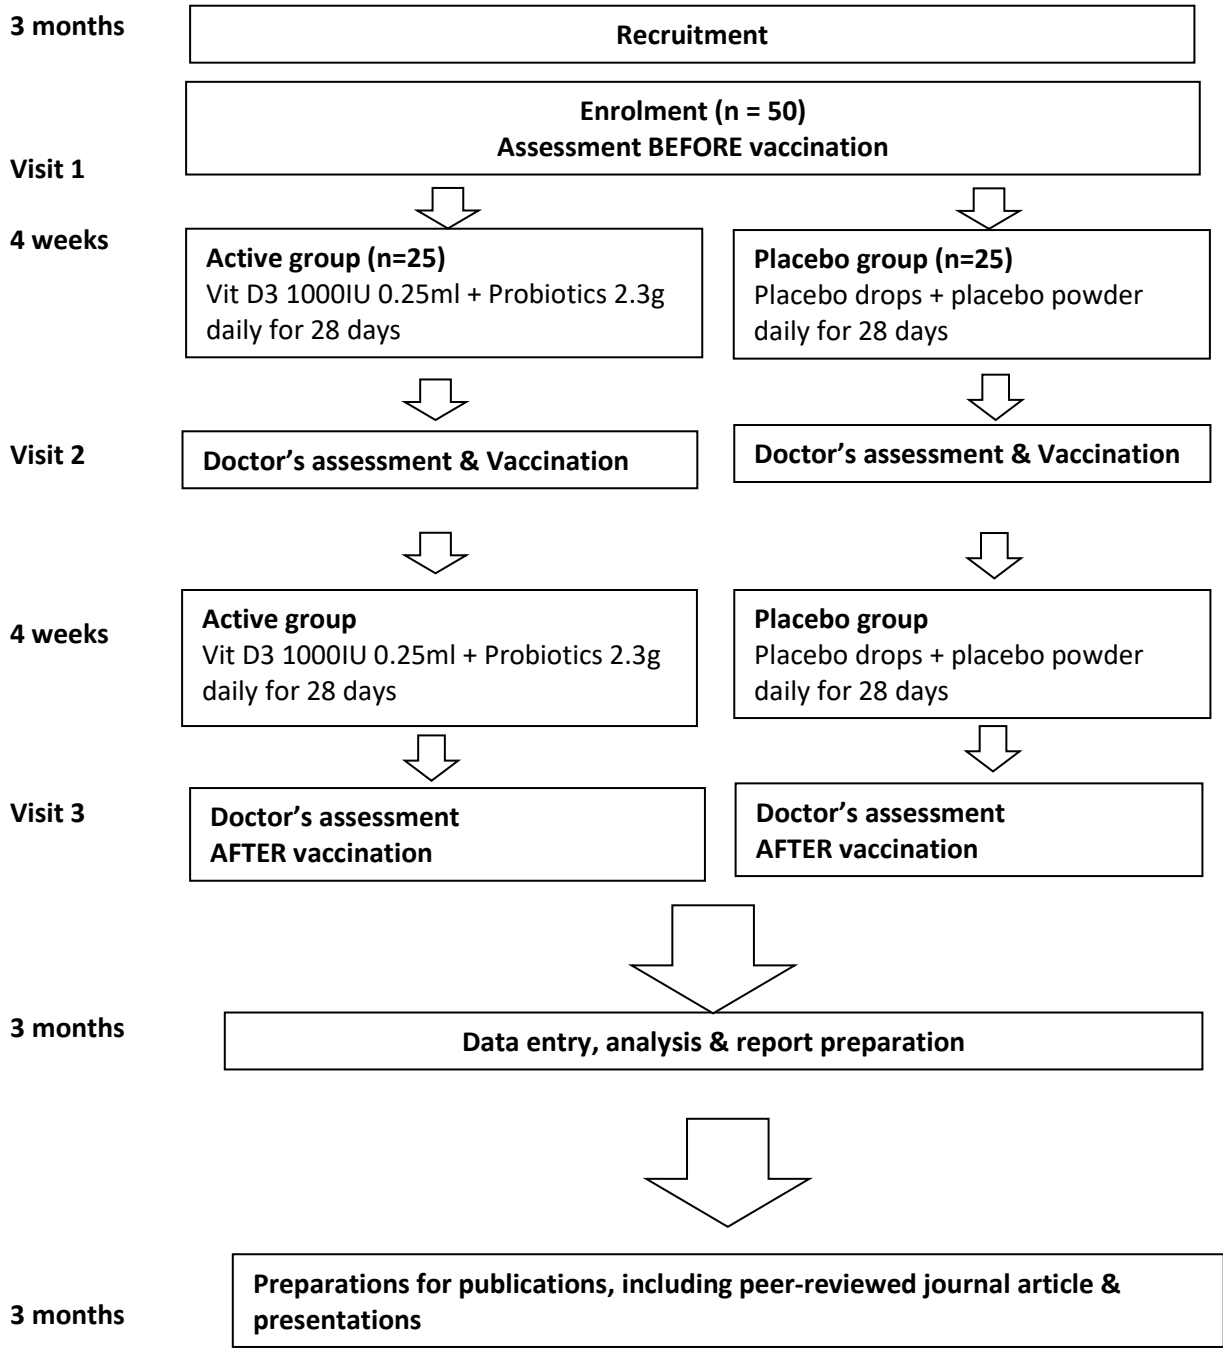 3 months
Recruitment
Enrolment (n = 50)
Assessment BEFORE vaccination
Visit 1
4 weeks
Active group (n=25)
Vit D3 1000IU 0.25ml + Probiotics 2.3g
daily for 28 days
Placebo group (n=25)
Placebo drops + placebo powder
daily for 28 days
Visit 2
Doctor’s assessment & Vaccination
Doctor’s assessment & Vaccination
4 weeks
Active group
Vit D3 1000IU 0.25ml + Probiotics 2.3g
daily for 28 days
Placebo group
Placebo drops + placebo powder
daily for 28 days
Visit 3
Doctor’s assessment
AFTER vaccination
Doctor’s assessment
AFTER vaccination
3 months
Data entry, analysis & report preparation
3 months
Preparations for publications, including peer-reviewed journal article &
presentations